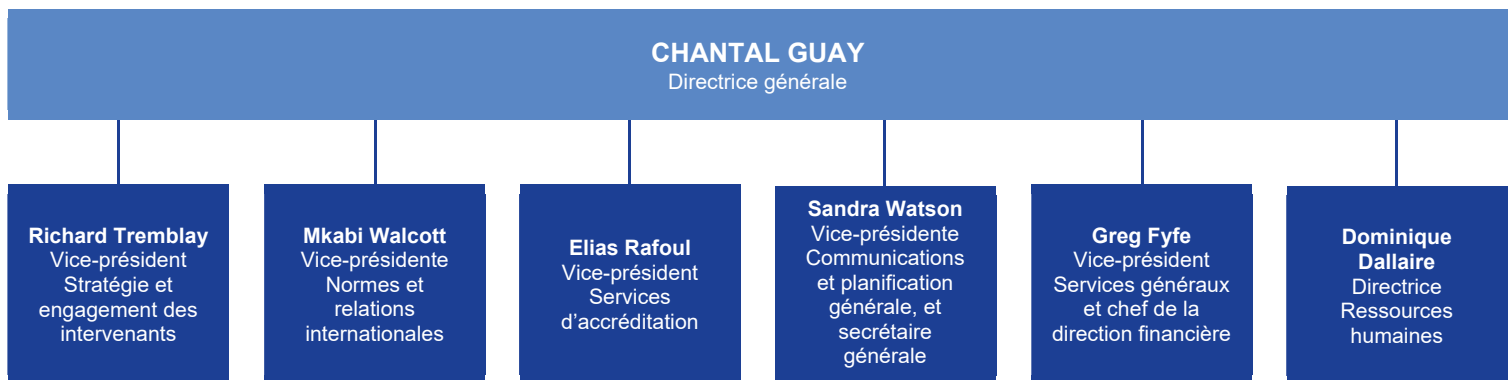 CHANTAL GUAY
Directrice générale
Richard Tremblay
Vice-président
Stratégie et
engagement des
intervenants
Mkabi Walcott
Vice-présidente
Normes et
relations
internationales
Elias Rafoul
Vice-président
Services
d’accréditation
Sandra Watson
Vice-présidente
Communications
et planification
générale, et
secrétaire
générale
Greg Fyfe
Vice-président
Services généraux
et chef de la
direction financière
Dominique
Dallaire
Directrice
Ressources
humaines